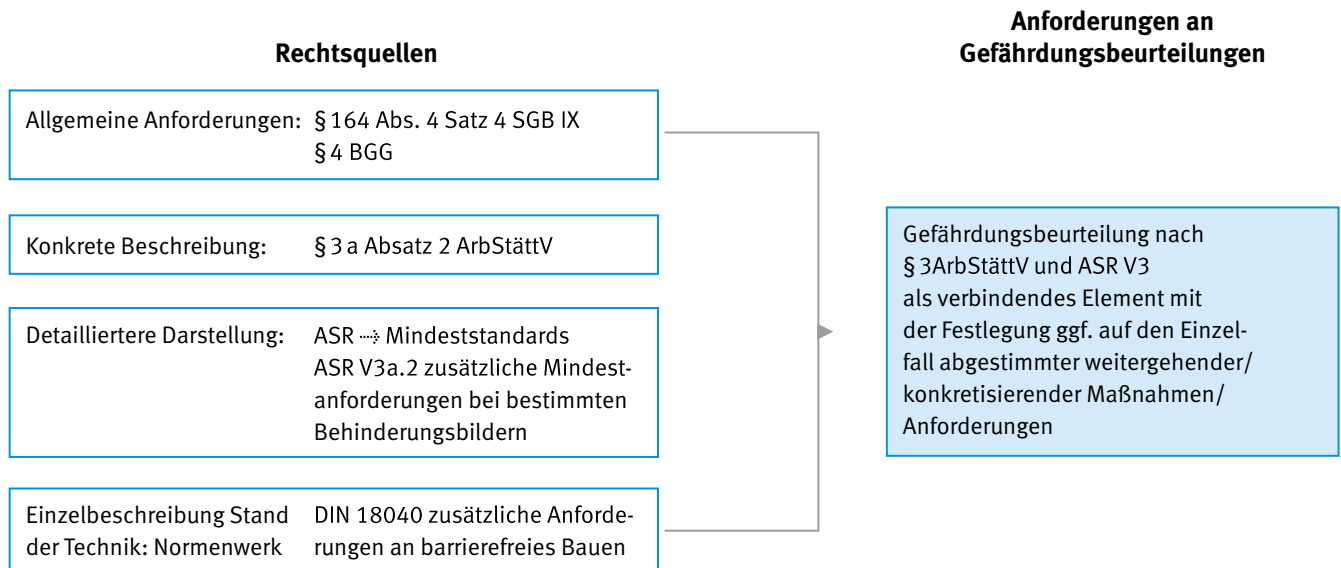 Rechtsquellen
Anforderungen an
Gefährdungsbeurteilungen
Allgemeine Anforderungen: § 164 Abs. 4 Satz 4 SGB IX
§ 4 BGG
Konkrete Beschreibung: § 3 a Absatz 2 ArbStättV
Detailliertere Darstellung: ASR ┈> Mindeststandards
ASR V3a.2 zusätzliche Mindest-
anforderungen bei bestimmten
Behinderungsbildern
Einzelbeschreibung Stand DIN 18040 zusätzliche Anforde-
der Technik: Normenwerk rungen an barrierefreies Bauen
Gefährdungsbeurteilung nach
§ 3ArbStättV und ASR V3
als verbindendes Element mit
der Festlegung ggf. auf den Einzel-
fall abgestimmter weitergehender/
konkretisierender Maßnahmen/
Anforderungen